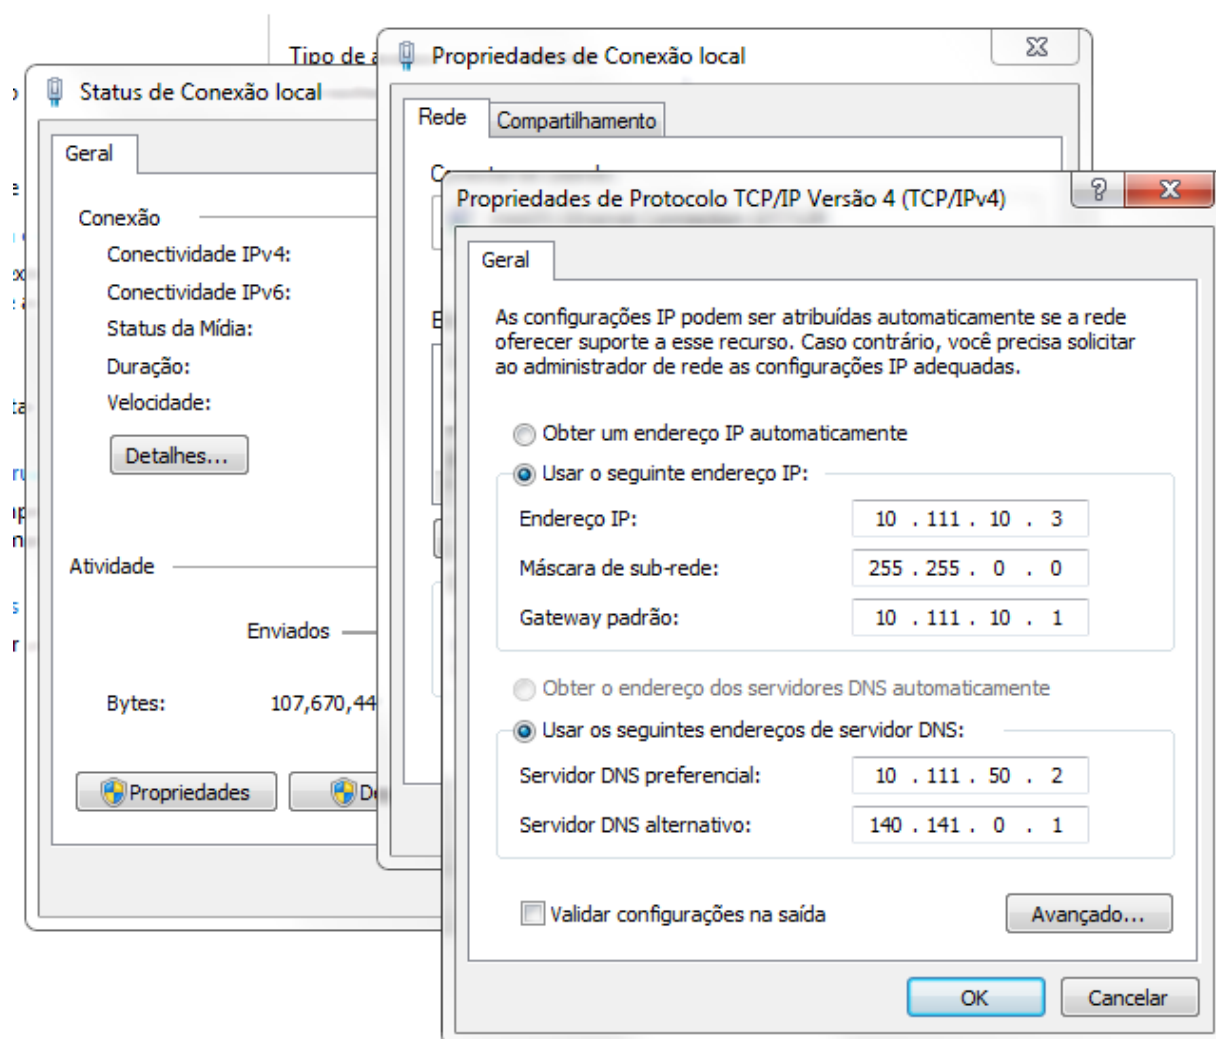 Tipo de a
Status de Conexão local
Geral
Conexão
Conectividade IPv4:
Conectividade IPv6:
Status da Mídia:
Duração:
Velocidade:
Detalhes...
Atividade
Enviados
Bytes: 107,670,44
Propriedades
Propriedades de Conexão local
Rede Compartilhamento
Propriedades de Protocolo TCP/IP Versão 4 (TCP/IPv4)
Geral
As configurações IP podem ser atribuídas automaticamente se a rede
oferecer suporte a esse recurso. Caso contrário, você precisa solicitar
ao administrador de rede as configurações IP adequadas.
Obter um endereço IP automaticamente
Usar o seguinte endereço IP:
Endereço IP: 10 . 111 . 10 . 3
Máscara de sub-rede: 255 . 255 . 0 . 0
Gateway padrão: 10 . 111 . 10 . 1
Obter o endereço dos servidores DNS automaticamente
Usar os seguintes endereços de servidor DNS:
Servidor DNS preferencial: 10 . 111 . 50 . 2
Servidor DNS alternativo: 140 . 141 . 0 . 1
Validar configurações na saída
Avançado...
OK Cancelar